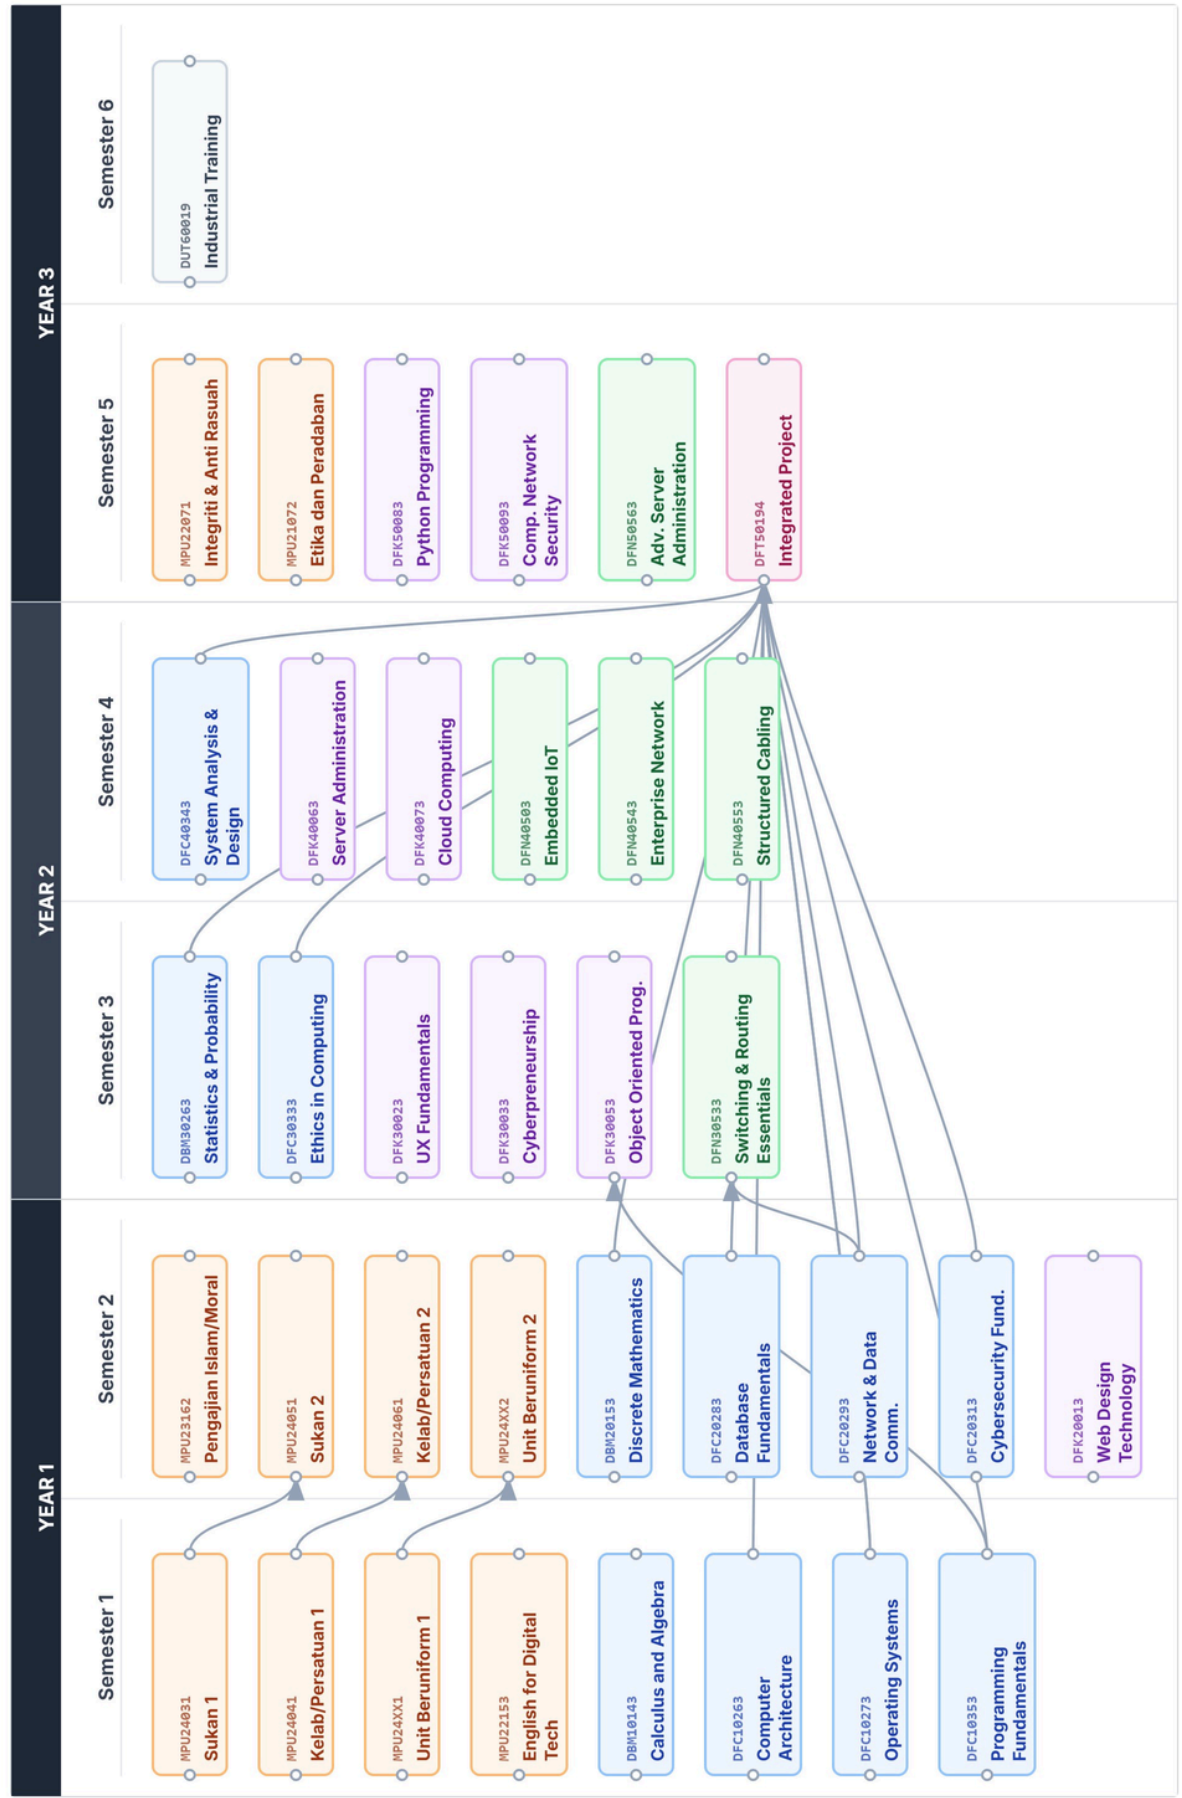 YEAR 1
YEAR 2
YEAR 3
Semester 1
MPU24031
Sukan 1
MPU24041
Kelab/Persatuan 1
MPU24XX1
Unit Beruniform 1
MPU22153
English for Digital
Tech
DBM10143
Calculus and Algebra
DFC10263
Computer
Architecture
DFC10273
Operating Systems
DFC10353
Programming
Fundamentals
Semester 2
MPU23162
Pengajian Islam/Moral
MPU24051
Sukan 2
MPU24061
Kelab/Persatuan 2
MPU24XX2
Unit Beruniform 2
DBM20153
Discrete Mathematics
DFC20283
Database
Fundamentals
DFC20293
Network & Data
Comm.
DFC20313
Cybersecurity Fund.
DFK20013
Web Design
Technology
Semester 3
DBM30263
Statistics & Probability
DFC30333
Ethics in Computing
DFK30023
UX Fundamentals
DFK30033
Cyberpreneurship
DFK30053
Object Oriented Prog.
DFN30533
Switching & Routing
Essentials
Semester 4
DFC40343
System Analysis &
Design
DFK40063
Server Administration
DFK40073
Cloud Computing
DFN40503
Embedded IoT
DFN40543
Enterprise Network
DFN40553
Structured Cabling
Semester 5
MPU22071
Integriti & Anti Rasuah
MPU21072
Etika dan Peradaban
DFK50083
Python Programming
DFK50093
Comp. Network
Security
DFN50563
Adv. Server
Administration
DFT50194
Integrated Project
Semester 6
DUT60019
Industrial Training